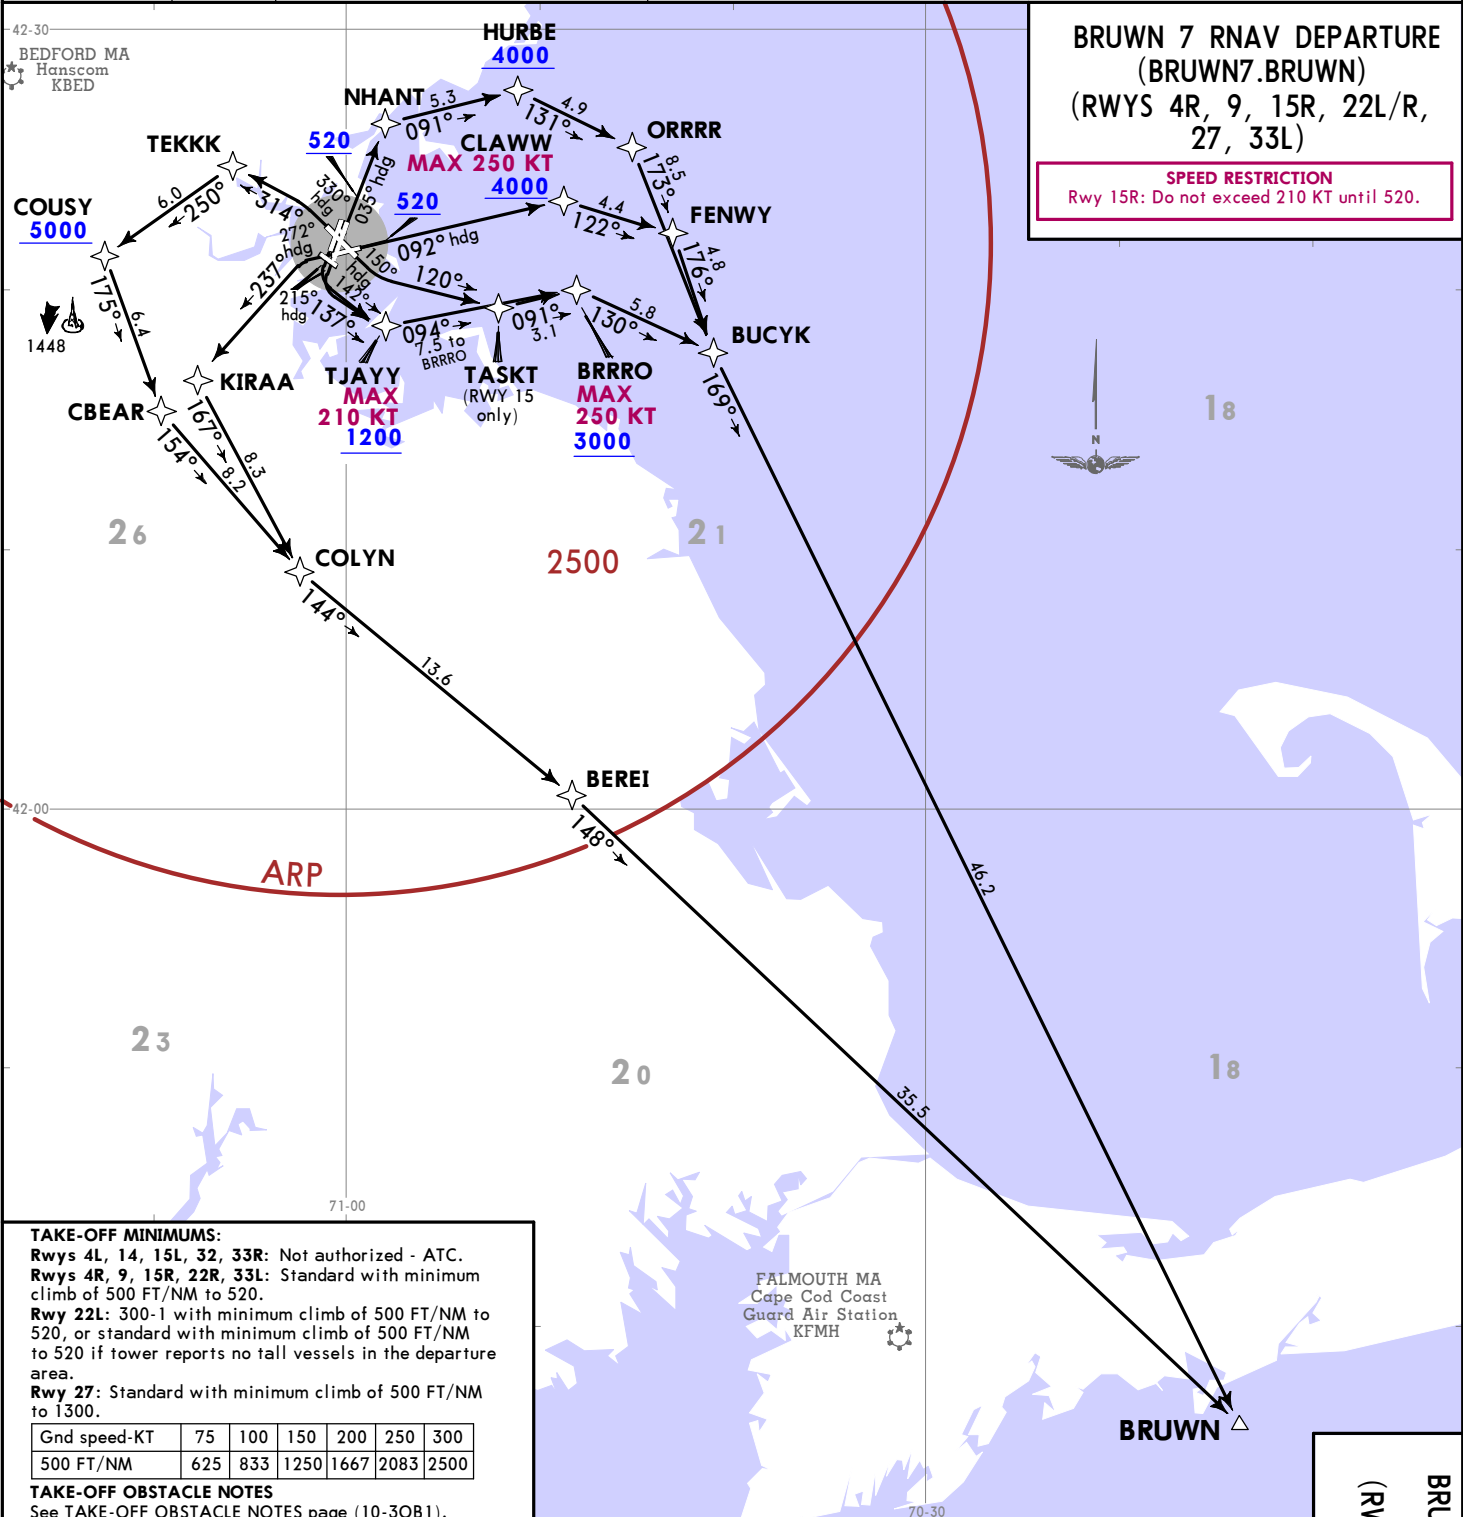 42-30
BEDFORD MA
Hanscom
KBED
HURBE
4000
BRUWN 7 RNAV DEPARTURE
(BRUWN7.BRUWN)
(RWYS 4R, 9, 15R, 22L/R,
27, 33L)
SPEED RESTRICTION
Rwy 15R: Do not exceed 210 KT until 520.
NHANT
5.3
091°
4.9
131°
ORRRR
TEKKK
520
CLAWW
MAX 250 KT
4000
8.5
173°
330°
hdg
035° hdg
520
6.0
250°
314°
COUSY
5000
272°
hdg
092° hdg
4.4
122°
FENWY
4.8
176°
237°
150°
hdg
120°
142°
215°
hdg
137°
175°
6.4
1448
094°
7.5 to
BRRRO
091°
3.1
5.8
130°
BUCYK
KIRAA
TJAYY
MAX
210 KT
1200
TASKT
(RWY 15
only)
BRRRO
MAX
250 KT
3000
169°
CBEAR
167°
8.3
154°
8.2
18
N
26
21
2500
COLYN
144°
13.6
BEREI
42-00
148°
ARP
46.2
23
20
18
35.5
71-00
TAKE-OFF MINIMUMS:
Rwys 4L, 14, 15L, 32, 33R: Not authorized - ATC.
Rwys 4R, 9, 15R, 22R, 33L: Standard with minimum
climb of 500 FT/NM to 520.
Rwy 22L: 300-1 with minimum climb of 500 FT/NM to
520, or standard with minimum climb of 500 FT/NM
to 520 if tower reports no tall vessels in the departure
area.
Rwy 27: Standard with minimum climb of 500 FT/NM
to 1300.
Gnd speed-KT 75 100 150 200 250 300
500 FT/NM 625 833 1250 1667 2083 2500
TAKE-OFF OBSTACLE NOTES
See TAKE-OFF OBSTACLE NOTES page (10-3OB1).
FALMOUTH MA
Cape Cod Coast
Guard Air Station
KFMH
BRUWN
70-30
BRU
(RW